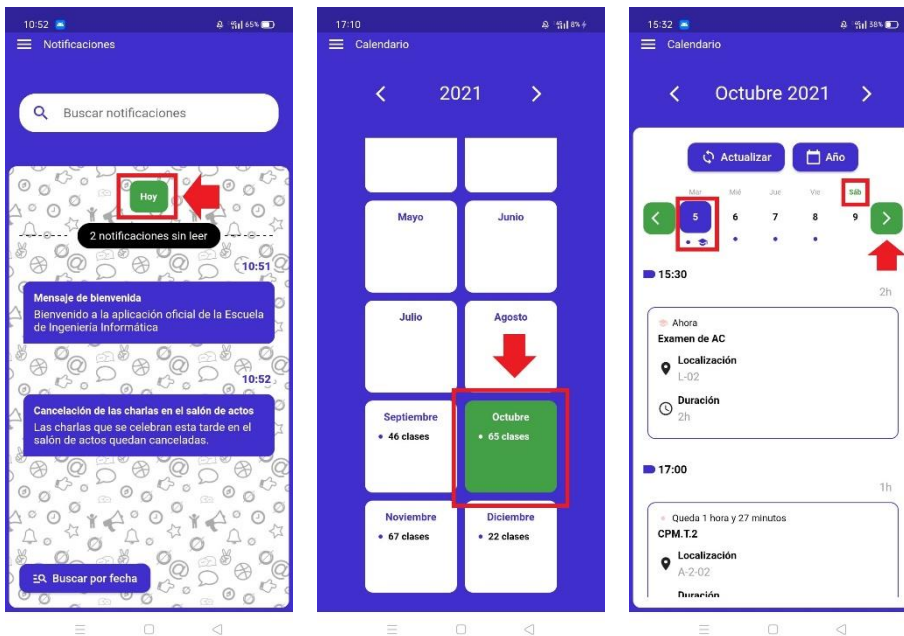 10:52
65%
Notificaciones
Buscar notificaciones
Hoy
2 notificaciones sin leer
10:51
Mensaje de bienvenida
Bienvenido a la aplicación oficial de la Escuela
de Ingeniería Informática
10:52
Cancelación de las charlas en el salón de actos
Las charlas que se celebran esta tarde en el
salón de actos quedan canceladas.
Buscar por fecha
17:10
8%
Calendario
2021
Mayo
Junio
Julio
Agosto
Septiembre
• 46 clases
Octubre
• 65 clases
Noviembre
• 67 clases
Diciembre
• 22 clases
15:32
38%
Calendario
Octubre 2021
Actualizar
Año
Mar Mié Jue Vie Sáb
5 6 7 8 9
15:30
2h
Ahora
Examen de AC
Localización
L-02
Duración
2h
17:00
1h
Queda 1 hora y 27 minutos
CPM.T.2
Localización
A-2-02
Duración